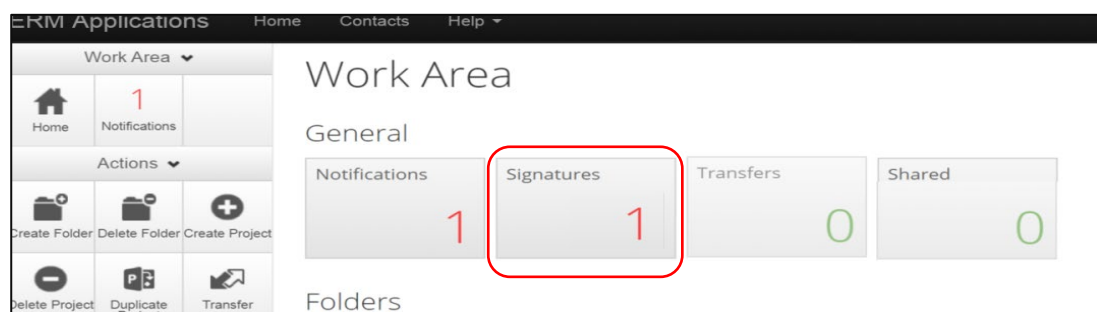 ERM Applications Home Contacts Help
Work Area
Home
1
Notifications
Actions
Create Folder Delete Folder Create Project
Delete Project Duplicate Transfer
Work Area
General
Notifications
1
Signatures
1
Transfers
0
Shared
0
Folders